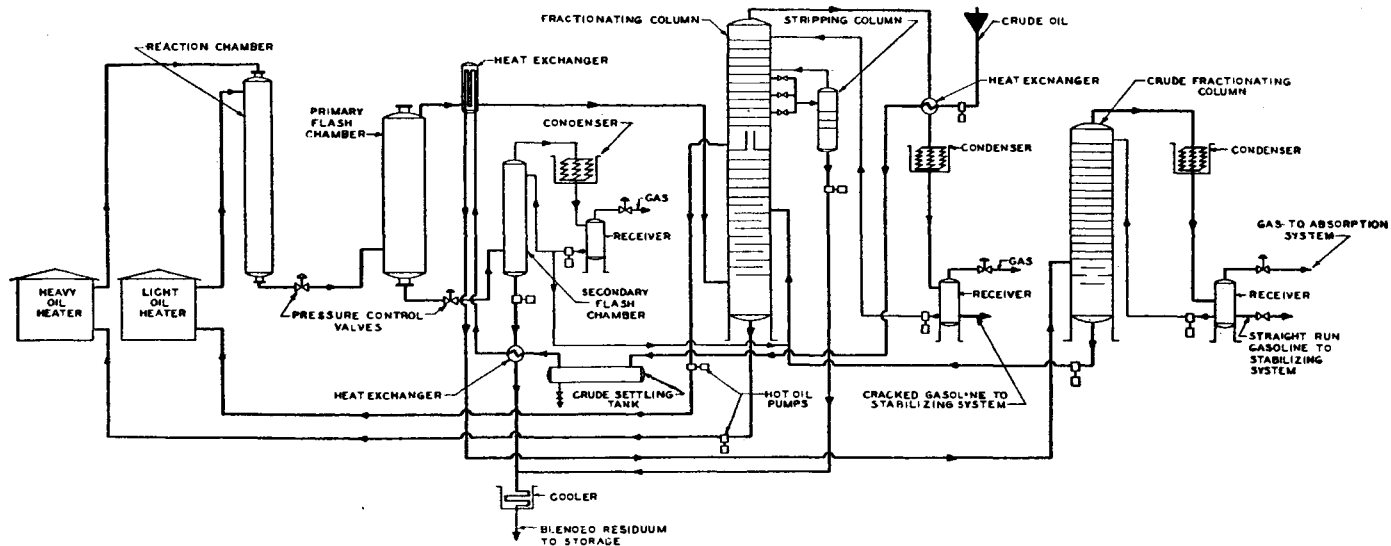 FRACTIONATING COLUMN
STRIPPING COLUMN
CRUDE OIL
REACTION CHAMBER
HEAT EXCHANGER
HEAT EXCHANGER
CRUDE FRACTIONATING
COLUMN
PRIMARY
FLASH
CHAMBER
CONDENSER
CONDENSER
CONDENSER
GAS
RECEIVER
GAS-TO ABSORPTION
SYSTEM
HEAVY
OIL
HEATER
LIGHT
OIL
HEATER
PRESSURE CONTROL
VALVES
SECONDARY
FLASH
CHAMBER
GAS
RECEIVER
RECEIVER
STRAIGHT RUN
GASOLINE TO
STABILIZING
SYSTEM
HEAT EXCHANGER
CRUDE SETTLING
TANK
HOT OIL
PUMPS
CRACKED GASOLINE TO
STABILIZING SYSTEM
COOLER
BLENDED RESIDUUM
TO STORAGE